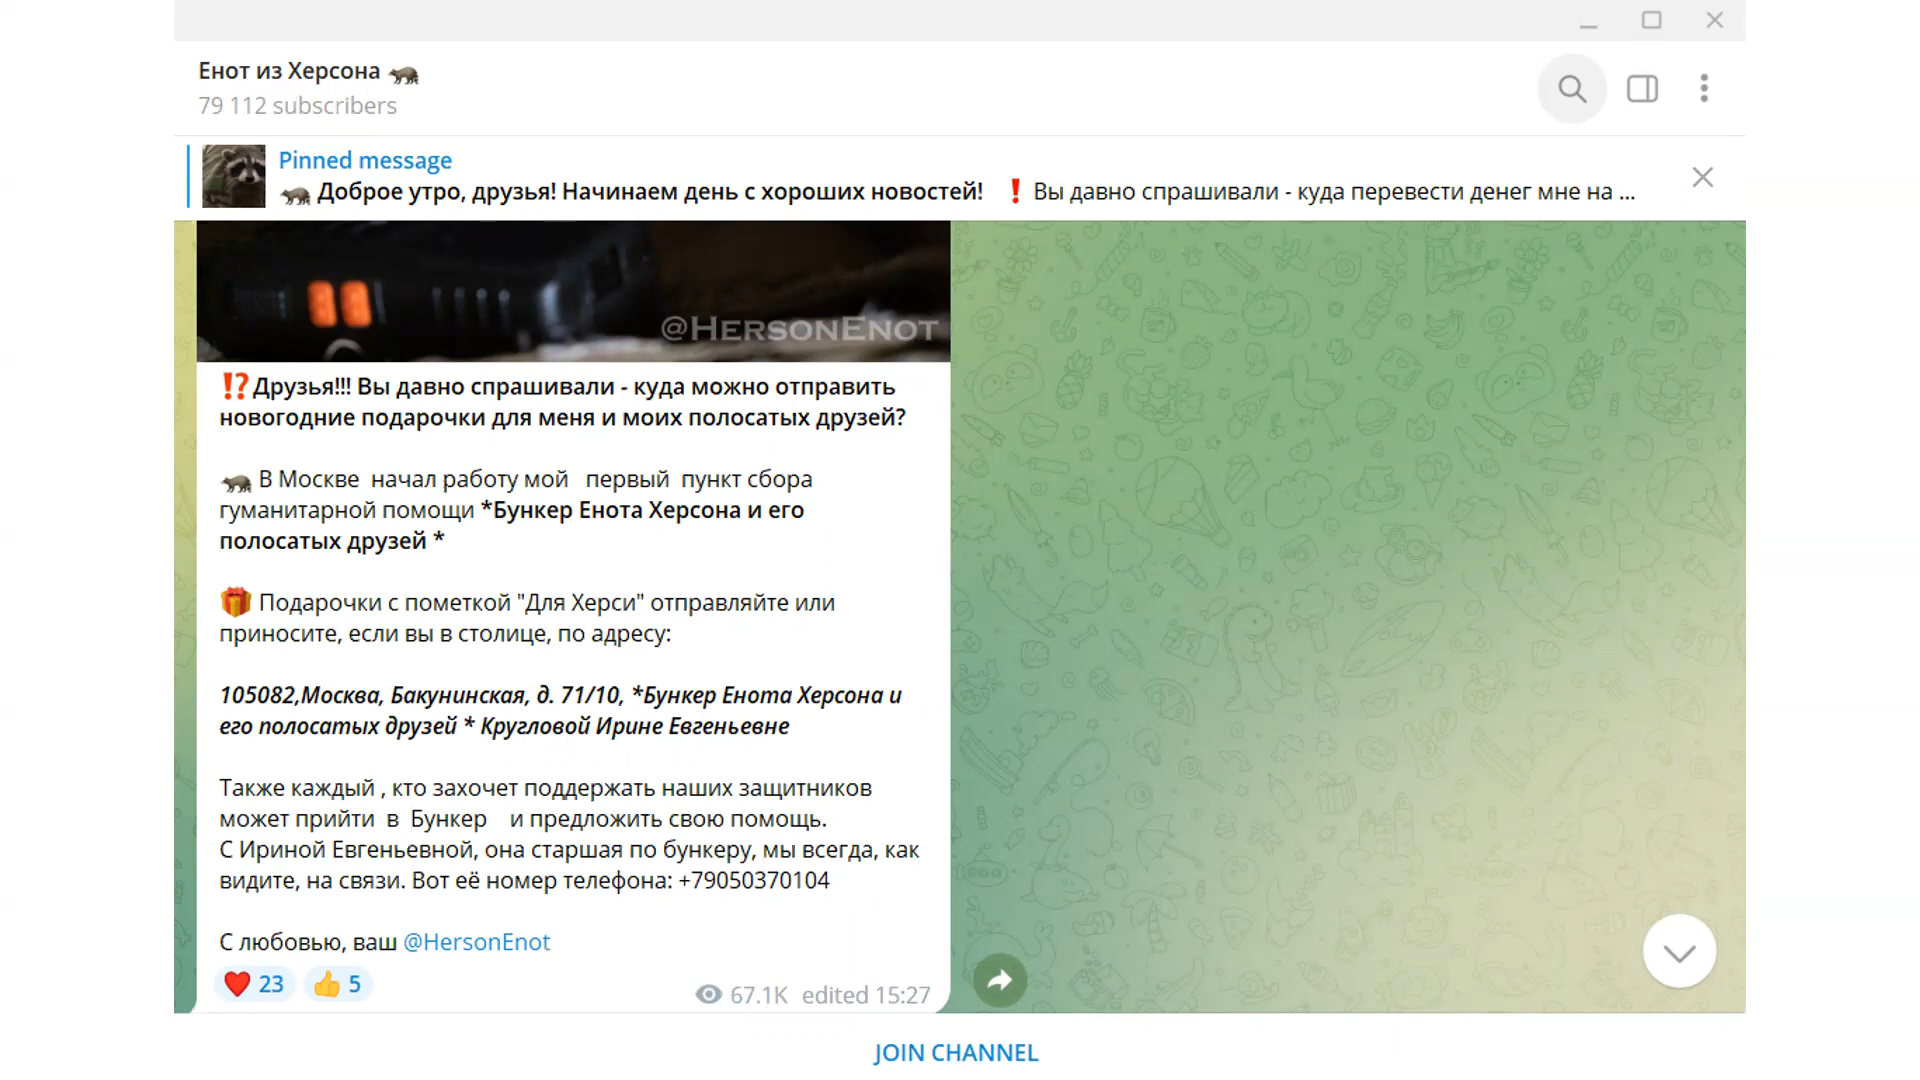 Енот из Херсона 🦝
79 112 subscribers
Pinned message
🦝 Доброе утро, друзья! Начинаем день с хороших новостей! ❗ Вы давно спрашивали - куда перевести денег мне на ...
@HERSONENOT
⁉️Друзья!!! Вы давно спрашивали - куда можно отправить
новогодние подарочки для меня и моих полосатых друзей?
🦝 В Москве начал работу мой первый пункт сбора
гуманитарной помощи *Бункер Енота Херсона и его
полосатых друзей *
🎁 Подарочки с пометкой "Для Херси" отправляйте или
приносите, если вы в столице, по адресу:
105082,Москва, Бакунинская, д. 71/10, *Бункер Енота Херсона и
его полосатых друзей * Кругловой Ирине Евгеньевне
Также каждый , кто захочет поддержать наших защитников
может прийти в Бункер и предложить свою помощь.
С Ириной Евгеньевной, она старшая по бункеру, мы всегда, как
видите, на связи. Вот её номер телефона: +79050370104
С любовью, ваш @HersonEnot
❤️ 23 👍 5
67.1K edited 15:27
JOIN CHANNEL